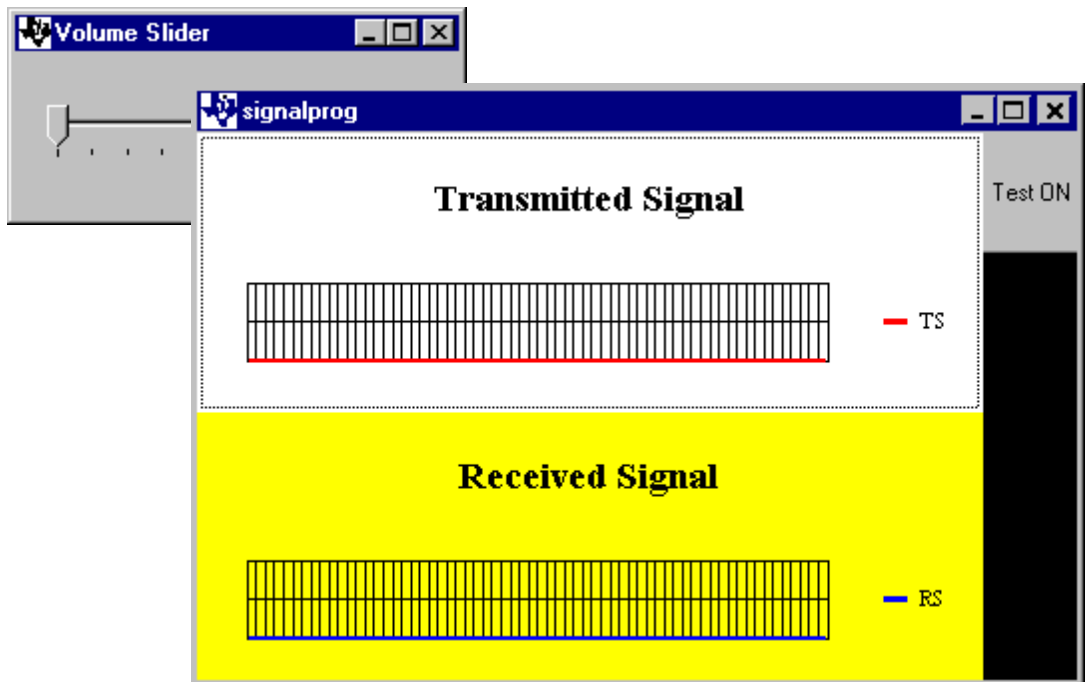 Volume Slider
signalprog
Transmitted Signal
Test ON
TS
Received Signal
RS